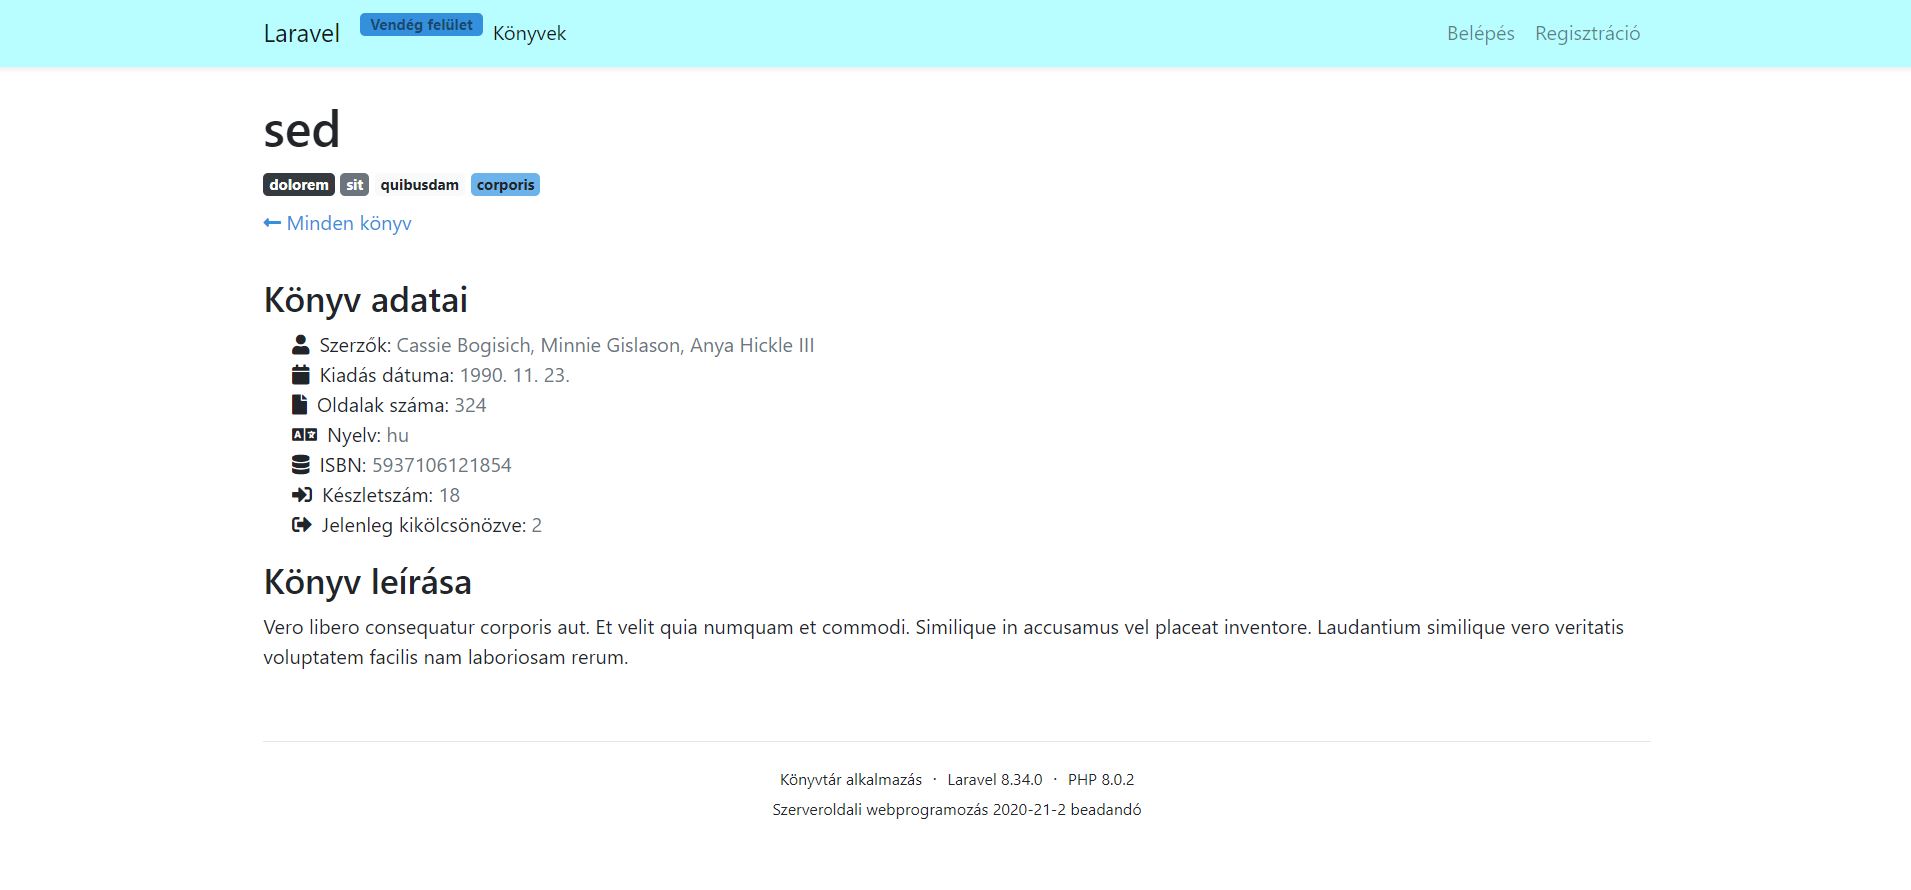 Laravel Vendég felület Könyvek Belépés Regisztráció
sed
dolorem sit quibusdam corporis
Minden könyv
Könyv adatai
Szerzők: Cassie Bogisich, Minnie Gislason, Anya Hickle III
Kiadás dátuma: 1990. 11. 23.
Oldalak száma: 324
Nyelv: hu
ISBN: 5937106121854
Készletszám: 18
Jelenleg kikölcsönözve: 2
Könyv leírása
Vero libero consequatur corporis aut. Et velit quia numquam et commodi. Similique in accusamus vel placeat inventore. Laudantium similique vero veritatis
voluptatem facilis nam laboriosam rerum.
Könyvtár alkalmazás · Laravel 8.34.0 · PHP 8.0.2
Szerveroldali webprogramozás 2020-21-2 beadandó